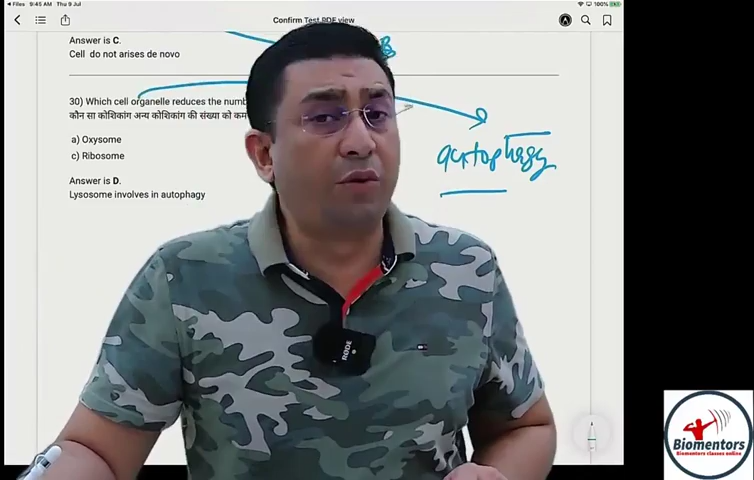 Files 9:45 AM Thu 9 Jul
100%
Confirm Test PDF view
Answer is C.
Cell do not arises de novo
30) Which cell organelle reduces the
कौन सा कोशिकांग अन्य कोशिकांग की संख्या को
a) Oxysome
c) Ribosome
Answer is D.
Lysosome involves in autophagy
autophagy
RØDE
Biomentors
Biomentors classes online